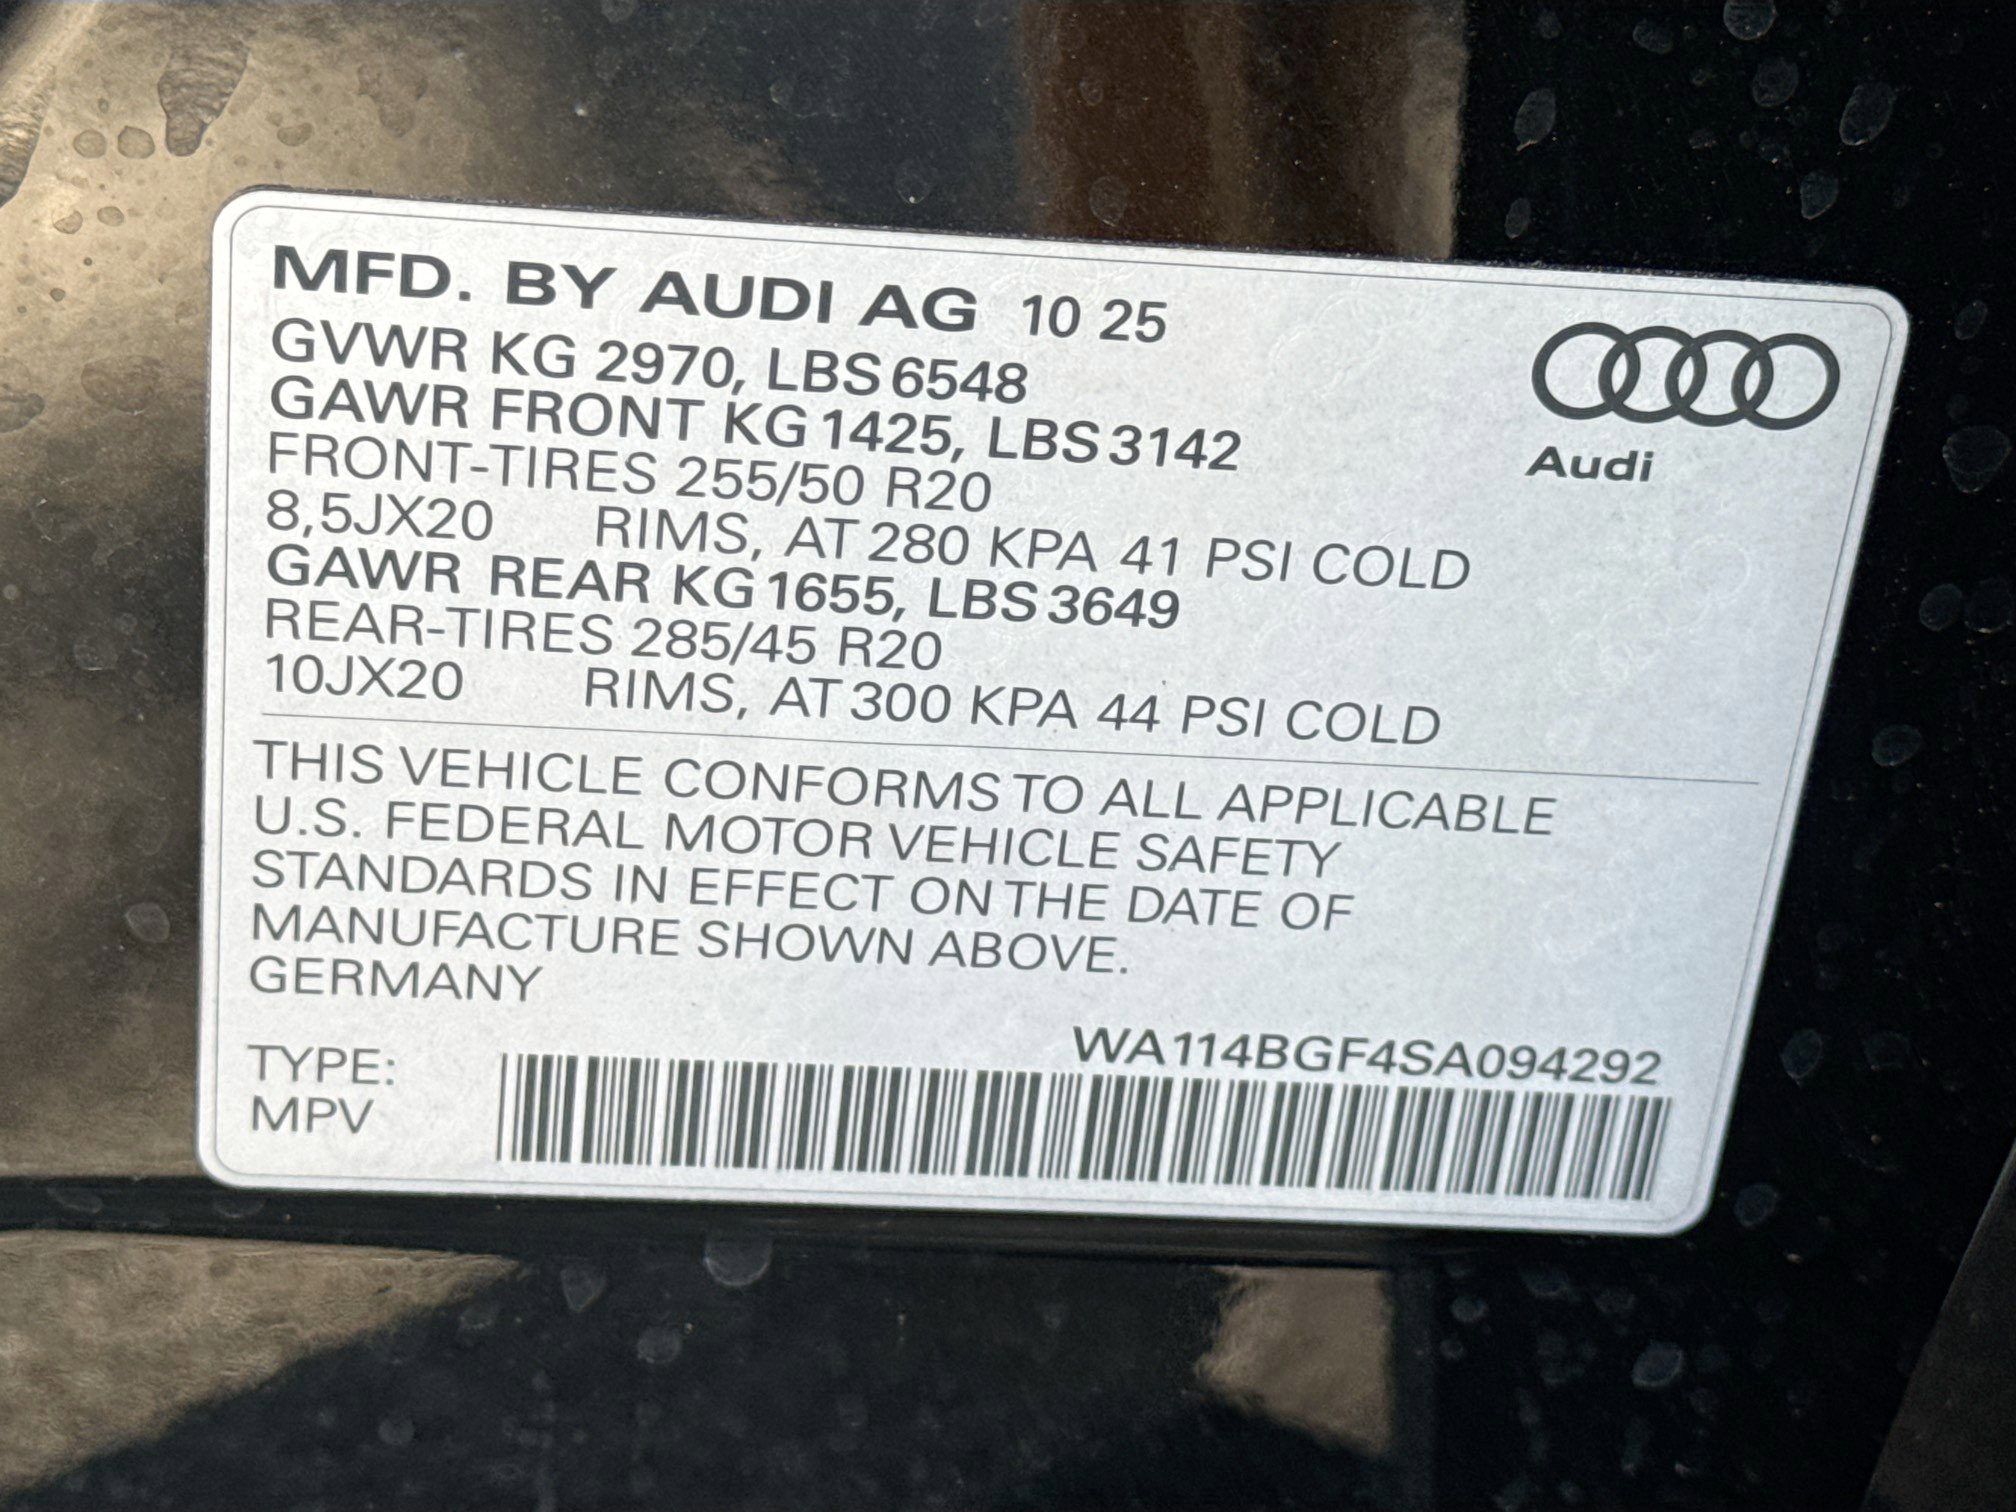 MFD. BY AUDI AG 10 25
GVWR KG 2970, LBS 6548
GAWR FRONT KG 1425, LBS 3142
FRONT-TIRES 255/50 R20
8,5JX20 RIMS, AT 280 KPA 41 PSI COLD
GAWR REAR KG 1655, LBS 3649
REAR-TIRES 285/45 R20
10JX20 RIMS, AT 300 KPA 44 PSI COLD
Audi
THIS VEHICLE CONFORMS TO ALL APPLICABLE
U.S. FEDERAL MOTOR VEHICLE SAFETY
STANDARDS IN EFFECT ON THE DATE OF
MANUFACTURE SHOWN ABOVE.
GERMANY
WA114BGF4SA094292
TYPE:
MPV